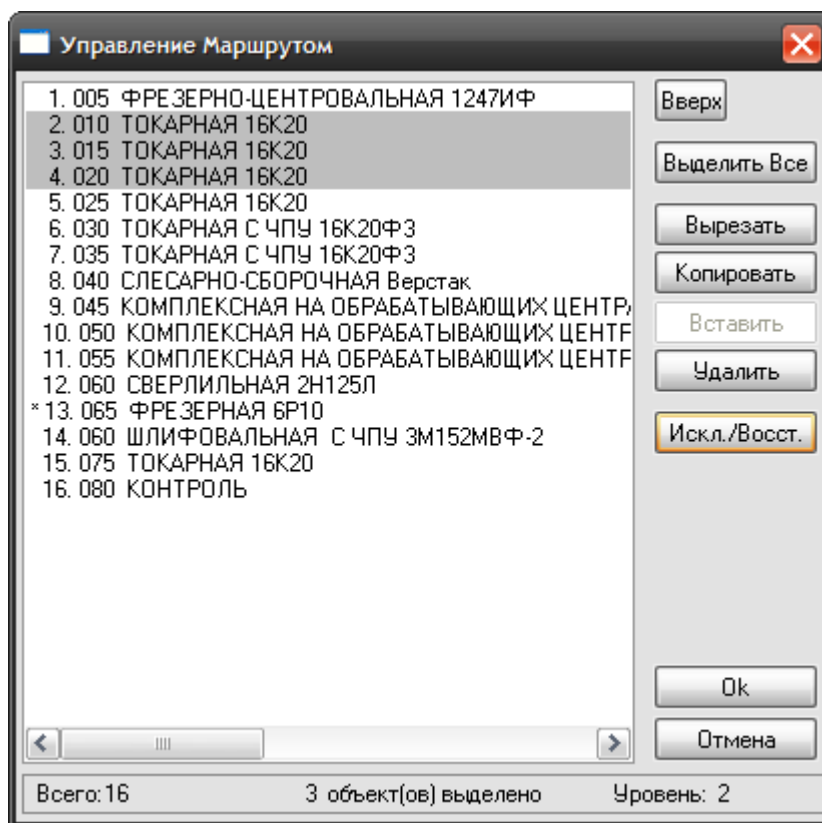 Управление Маршрутом
1. 005 ФРЕЗЕРНО-ЦЕНТРОВАЛЬНАЯ 1247ИФ
2. 010 ТОКАРНАЯ 16К20
3. 015 ТОКАРНАЯ 16К20
4. 020 ТОКАРНАЯ 16К20
5. 025 ТОКАРНАЯ 16К20
6. 030 ТОКАРНАЯ С ЧПУ 16К20Ф3
7. 035 ТОКАРНАЯ С ЧПУ 16К20Ф3
8. 040 СЛЕСАРНО-СБОРОЧНАЯ Верстак
9. 045 КОМПЛЕКСНАЯ НА ОБРАБАТЫВАЮЩИХ ЦЕНТР
10. 050 КОМПЛЕКСНАЯ НА ОБРАБАТЫВАЮЩИХ ЦЕНТР
11. 055 КОМПЛЕКСНАЯ НА ОБРАБАТЫВАЮЩИХ ЦЕНТР
12. 060 СВЕРЛИЛЬНАЯ 2Н125Л
* 13. 065 ФРЕЗЕРНАЯ 6Р10
14. 060 ШЛИФОВАЛЬНАЯ С ЧПУ 3М152МВФ-2
15. 075 ТОКАРНАЯ 16К20
16. 080 КОНТРОЛЬ
Вверх
Выделить Все
Вырезать
Копировать
Вставить
Удалить
Искл./Восст.
Ok
Отмена
Всего:16 3 объект(ов) выделено Уровень: 2